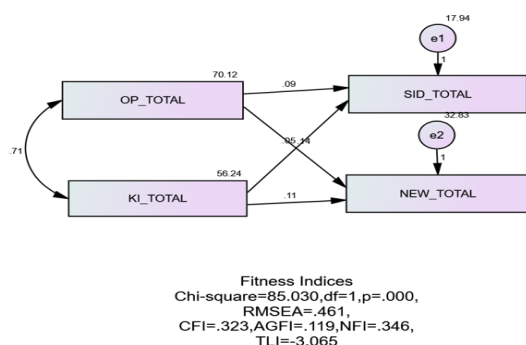 17.94
e1
70.12
1
OP_TOTAL
.09
SID_TOTAL
32.83
e2
.71
.05
.14
1
56.24
KI_TOTAL
.11
NEW_TOTAL
Fitness Indices
Chi-square=85.030,df=1,p=.000,
RMSEA=.461,
CFI=.323,AGFI=.119,NFI=.346,
TLI=-3.065